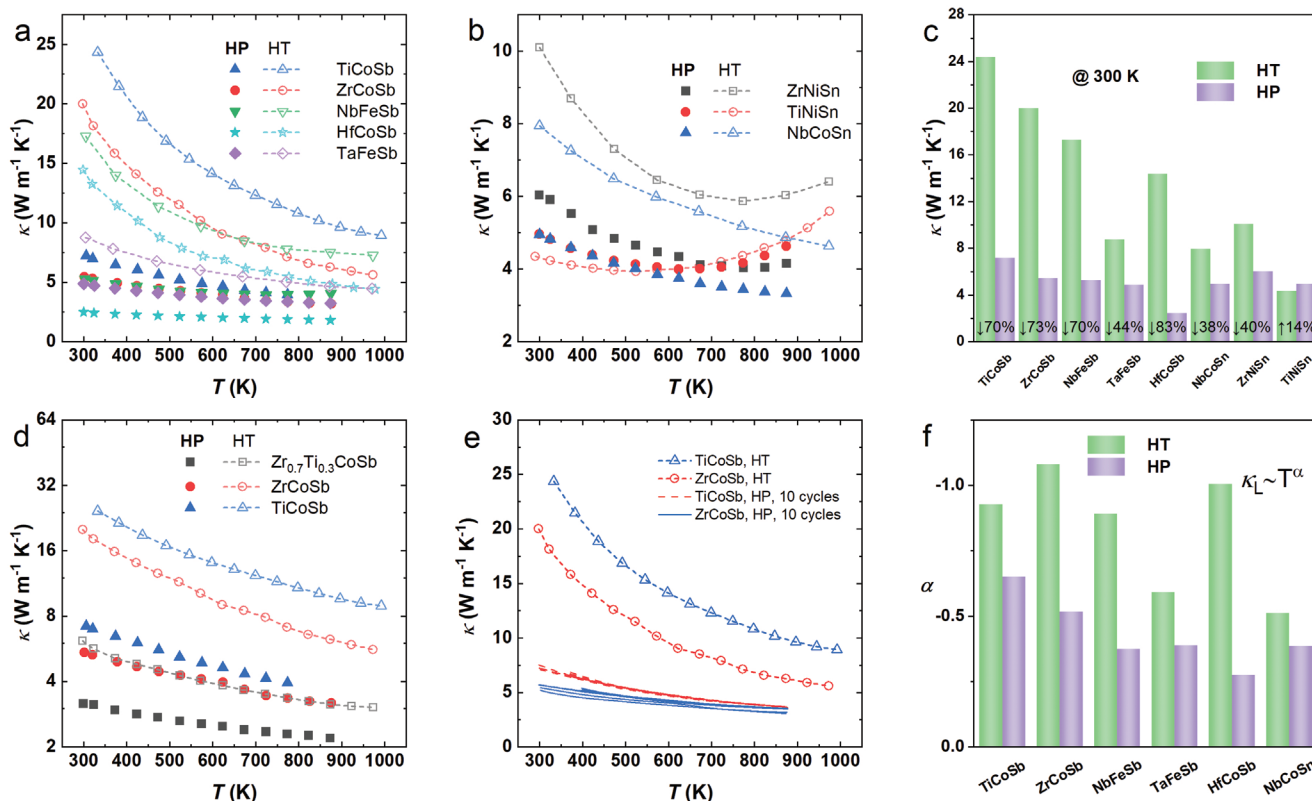 a
HP HT
TiCoSb
ZrCoSb
NbFeSb
HfCoSb
TaFeSb
κ (W m⁻¹ K⁻¹)
25
20
15
10
5
0
300 400 500 600 700 800 900 1000
T (K)
b
HP HT
ZrNiSn
TiNiSn
NbCoSn
κ (W m⁻¹ K⁻¹)
10
8
6
4
2
300 400 500 600 700 800 900 1000
T (K)
c
@ 300 K
HT
HP
κ (W m⁻¹ K⁻¹)
28
24
20
16
12
8
4
0
↓70% ↓73% ↓70% ↓44% ↓83% ↓38% ↓40% ↑14%
TiCoSb ZrCoSb NbFeSb TaFeSb HfCoSb NbCoSn ZrNiSn TiNiSn
d
HP HT
Zr₀.₇Ti₀.₃CoSb
ZrCoSb
TiCoSb
κ (W m⁻¹ K⁻¹)
64
32
16
8
4
2
300 400 500 600 700 800 900 1000
T (K)
e
TiCoSb, HT
ZrCoSb, HT
TiCoSb, HP, 10 cycles
ZrCoSb, HP, 10 cycles
κ (W m⁻¹ K⁻¹)
30
25
20
15
10
5
0
300 400 500 600 700 800 900 1000
T (K)
f
HT
HP
κL~Tα
α
-1.0
-0.5
0.0
TiCoSb ZrCoSb NbFeSb TaFeSb HfCoSb NbCoSn